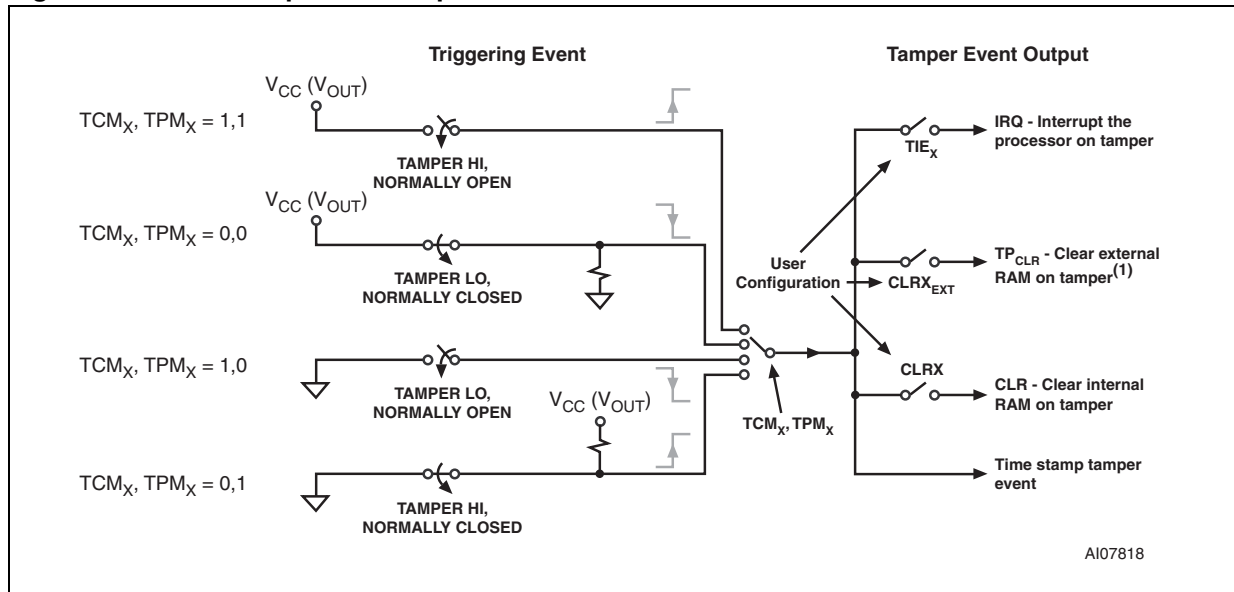 Triggering Event
Tamper Event Output
VCC (VOUT)
TCMX, TPMX = 1,1
TAMPER HI,
NORMALLY OPEN
IRQ - Interrupt the
processor on tamper
TIEX
VCC (VOUT)
TCMX, TPMX = 0,0
TAMPER LO,
NORMALLY CLOSED
User
Configuration
TPCLR - Clear external
RAM on tamper(1)
CLRXEXT
TCMX, TPMX = 1,0
TAMPER LO,
NORMALLY OPEN
VCC (VOUT)
TCMX, TPMX
CLRX
CLR - Clear internal
RAM on tamper
TCMX, TPMX = 0,1
TAMPER HI,
NORMALLY CLOSED
Time stamp tamper
event
AI07818